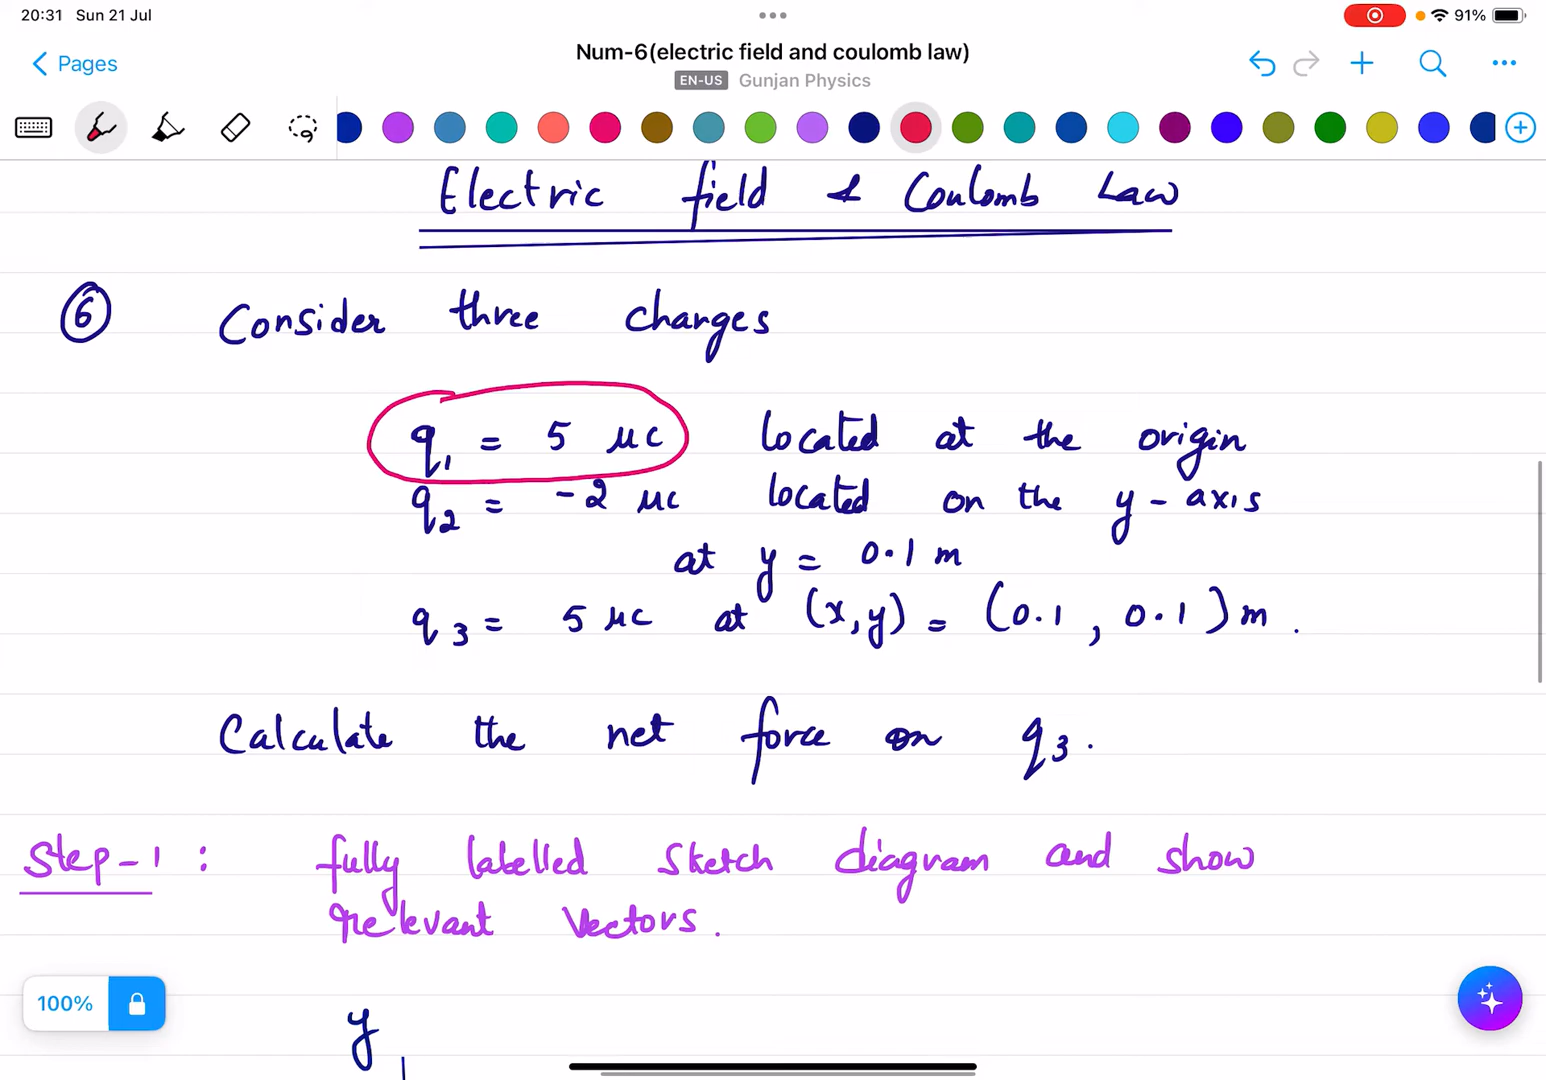 20:31 Sun 21 Jul
91%
Pages
Num-6(electric field and coulomb law)
EN-US Gunjan Physics
Electric field & Coulomb Law
6 Consider three charges
q1 = 5 μc located at the origin
q2 = -2 μc located on the y-axis
at y = 0.1 m
q3 = 5 μc at (x,y) = (0.1, 0.1) m.
Calculate the net force on q3.
Step-1: fully labelled sketch diagram and show
relevant vectors.
100%
y